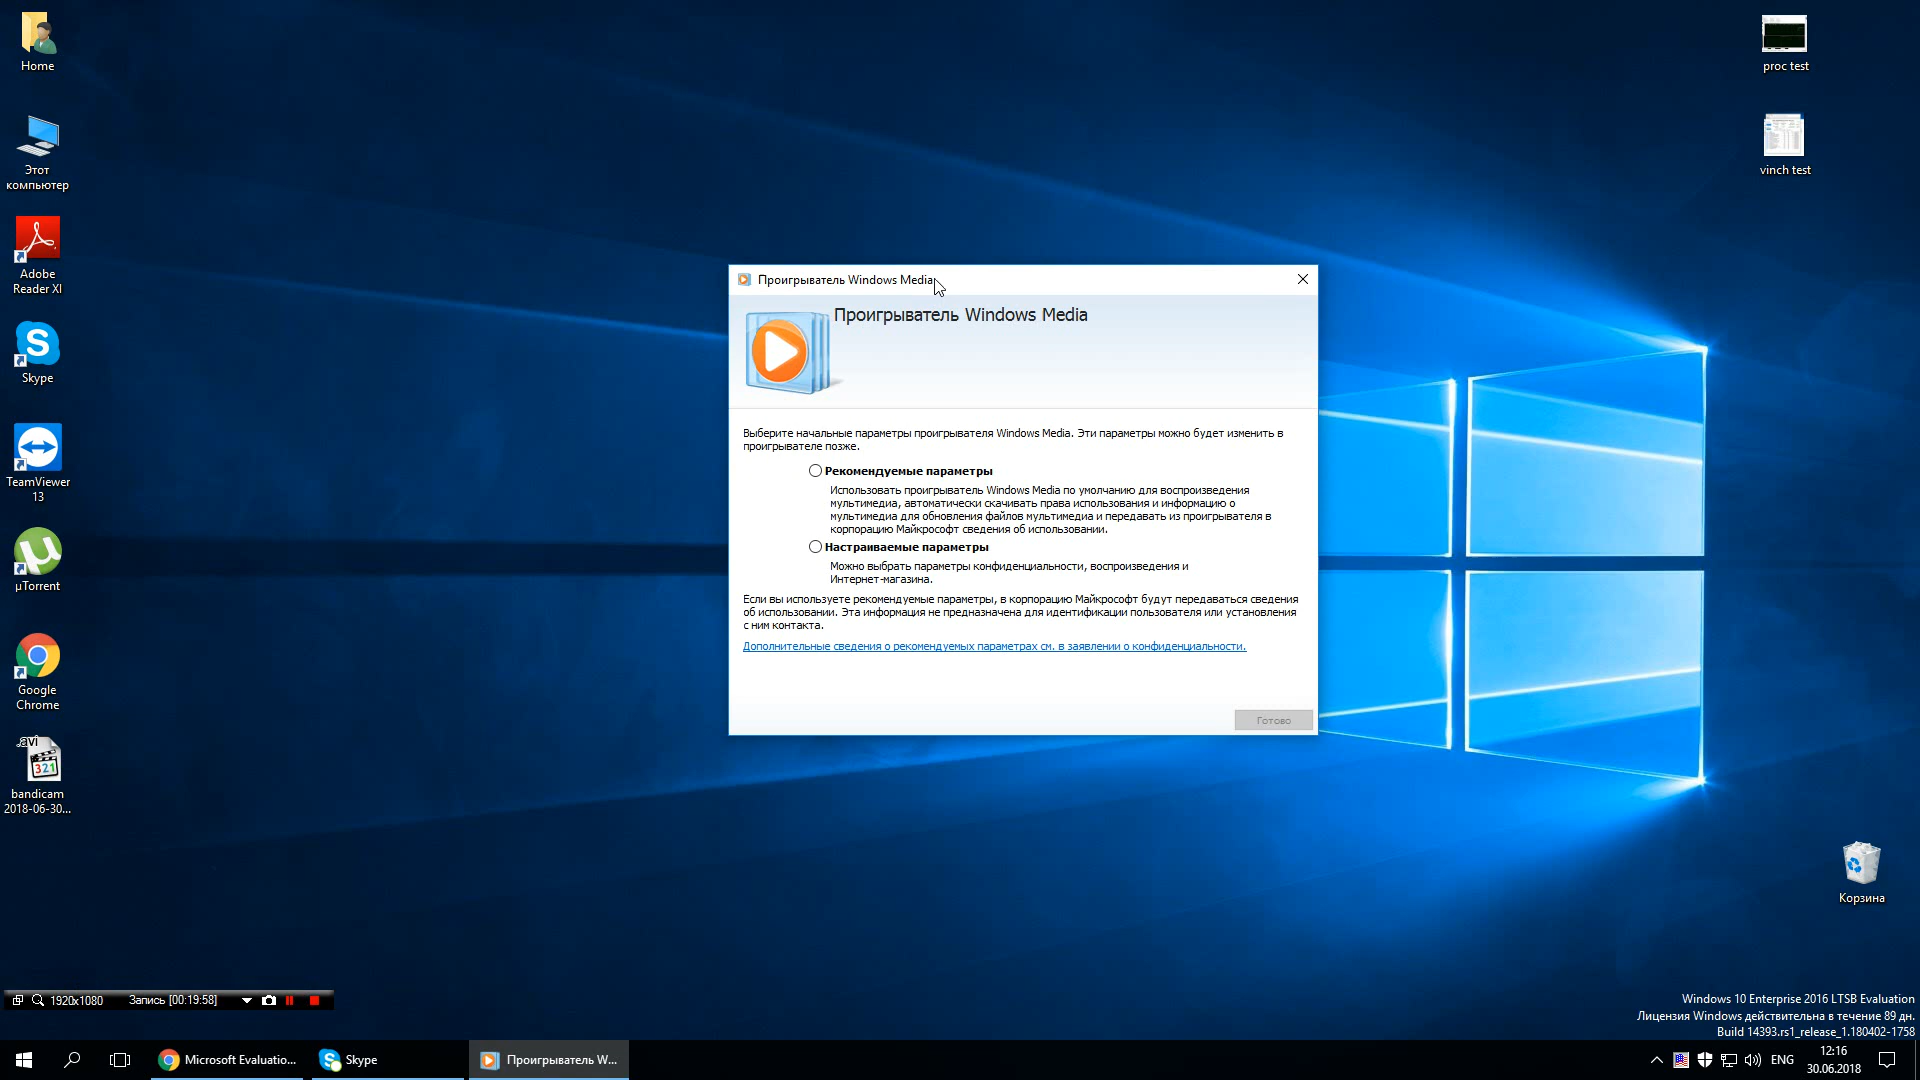 Home
Этот
компьютер
Adobe
Reader XI
Skype
TeamViewer
13
µTorrent
Google
Chrome
.avi
321
bandicam
2018-06-30...
proc test
vinch test
Проигрыватель Windows Media
Проигрыватель Windows Media
Выберите начальные параметры проигрывателя Windows Media. Эти параметры можно будет изменить в
проигрывателе позже.
Рекомендуемые параметры
Использовать проигрыватель Windows Media по умолчанию для воспроизведения
мультимедиа, автоматически скачивать права использования и информацию о
мультимедиа для обновления файлов мультимедиа и передавать из проигрывателя в
корпорацию Майкрософт сведения об использовании.
Настраиваемые параметры
Можно выбрать параметры конфиденциальности, воспроизведения и
Интернет-магазина.
Если вы используете рекомендуемые параметры, в корпорацию Майкрософт будут передаваться сведения
об использовании. Эта информация не предназначена для идентификации пользователя или установления
с ним контакта.
Дополнительные сведения о рекомендуемых параметрах см. в заявлении о конфиденциальности.
Готово
Корзина
1920x1080 Запись [00:19:58]
Windows 10 Enterprise 2016 LTSB Evaluation
Лицензия Windows действительна в течение 89 дн.
Build 14393.rs1_release_1.180402-1758
Microsoft Evaluatio...
Skype
Проигрыватель W...
ENG
12:16
30.06.2018